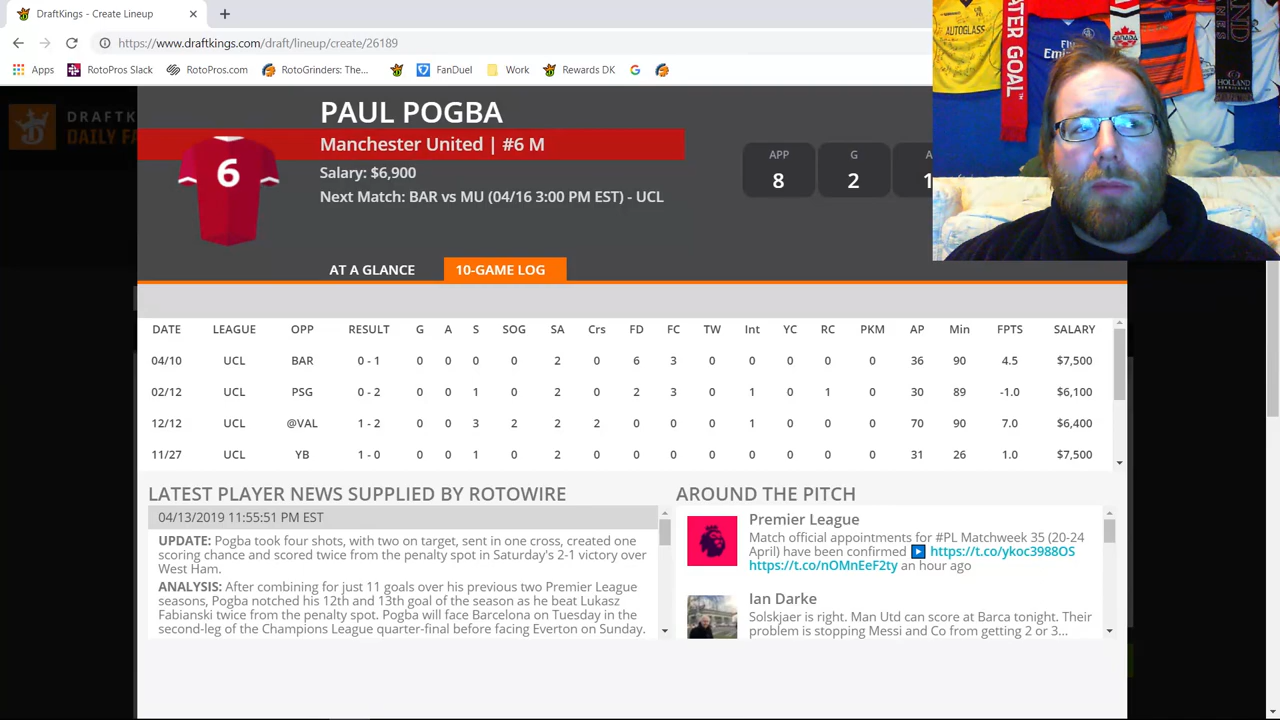 DraftKings - Create Lineup
https://www.draftkings.com/draft/lineup/create/26189
Apps RotoPros Slack RotoPros.com RotoGrinders: The... FanDuel Work Rewards DK
DRAFTK
DAILY FA
6
PAUL POGBA
Manchester United | #6 M
Salary: $6,900
Next Match: BAR vs MU (04/16 3:00 PM EST) - UCL
APP G A
8 2 1
AT A GLANCE 10-GAME LOG
DATE LEAGUE OPP RESULT G A S SOG SA Crs FD FC TW Int YC RC PKM AP Min FPTS SALARY
04/10 UCL BAR 0 - 1 0 0 0 0 2 0 6 3 0 0 0 0 0 36 90 4.5 $7,500
02/12 UCL PSG 0 - 2 0 0 1 0 2 0 2 3 0 1 0 1 0 30 89 -1.0 $6,100
12/12 UCL @VAL 1 - 2 0 0 3 2 2 2 0 0 0 1 0 0 0 70 90 7.0 $6,400
11/27 UCL YB 1 - 0 0 0 1 0 2 0 0 0 0 0 0 0 0 31 26 1.0 $7,500
LATEST PLAYER NEWS SUPPLIED BY ROTOWIRE
04/13/2019 11:55:51 PM EST
UPDATE: Pogba took four shots, with two on target, sent in one cross, created one
scoring chance and scored twice from the penalty spot in Saturday's 2-1 victory over
West Ham.
ANALYSIS: After combining for just 11 goals over his previous two Premier League
seasons, Pogba notched his 12th and 13th goal of the season as he beat Lukasz
Fabianski twice from the penalty spot. Pogba will face Barcelona on Tuesday in the
second-leg of the Champions League quarter-final before facing Everton on Sunday.
AROUND THE PITCH
Premier League
Match official appointments for #PL Matchweek 35 (20-24
April) have been confirmed ▶ https://t.co/ykoc3988OS
https://t.co/nOMnEeF2ty an hour ago
Ian Darke
Solskjaer is right. Man Utd can score at Barca tonight. Their
problem is stopping Messi and Co from getting 2 or 3...
AUTOGLASS
ATER GOAL
CANADA
HOLLAND